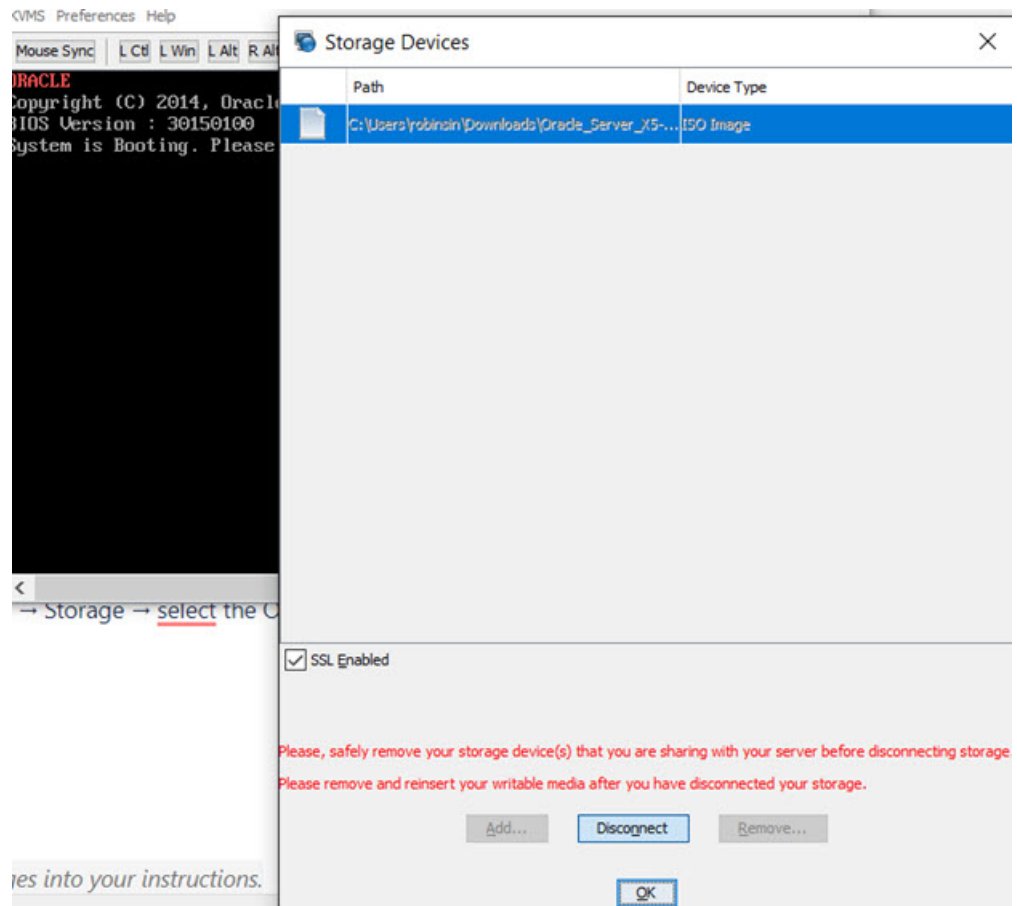 KVMS Preferences Help
Mouse Sync L Ctl L Win L Alt R Alt
ORACLE
Copyright (C) 2014, Oracle
BIOS Version : 30150100
System is Booting. Please
→ Storage → select the O
ges into your instructions.
Storage Devices
Path Device Type
C:\Users\robinsin\Downloads\Oracle_Server_X5-... ISO Image
SSL Enabled
Please, safely remove your storage device(s) that you are sharing with your server before disconnecting storage.
Please remove and reinsert your writable media after you have disconnected your storage.
Add... Disconnect Remove...
OK